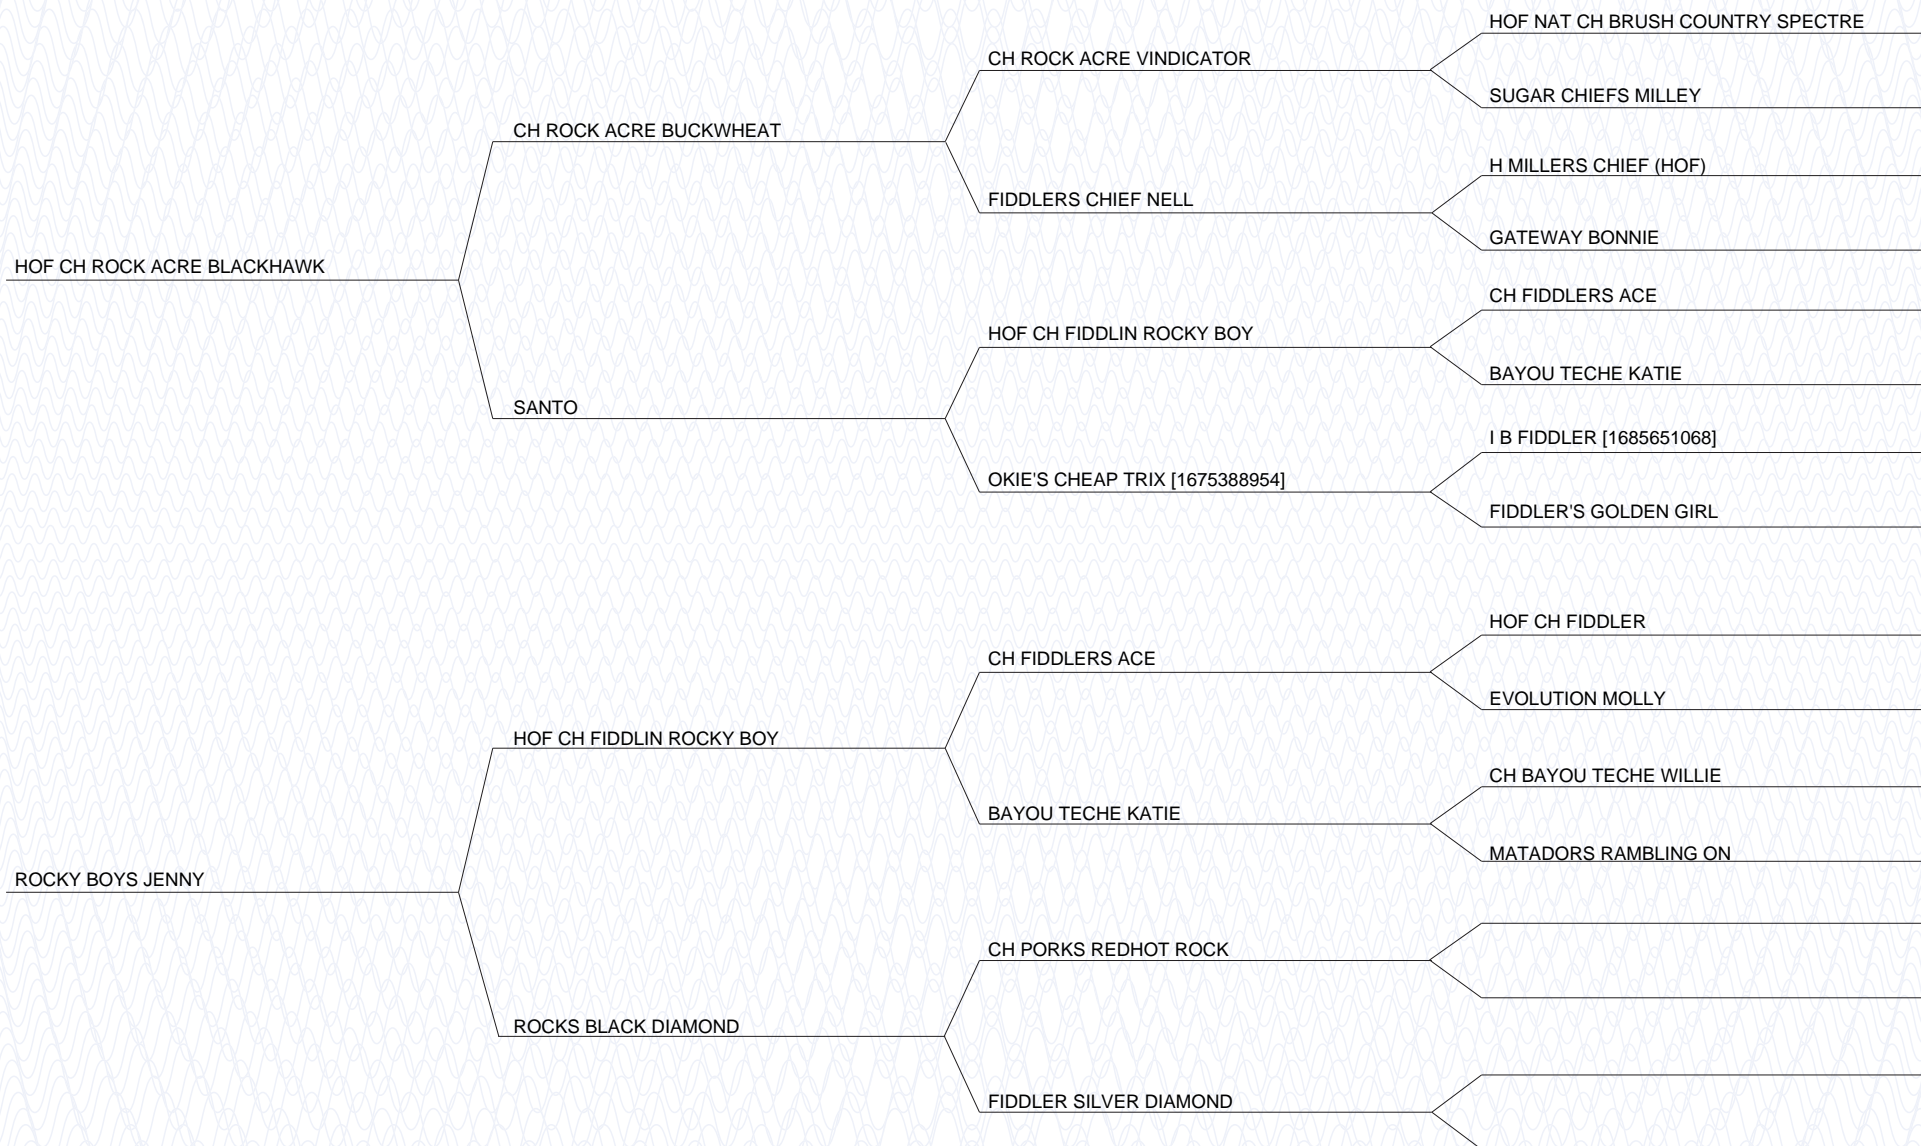 HOF NAT CH BRUSH COUNTRY SPECTRE
CH ROCK ACRE VINDICATOR
SUGAR CHIEFS MILLEY
CH ROCK ACRE BUCKWHEAT
H MILLERS CHIEF (HOF)
FIDDLERS CHIEF NELL
GATEWAY BONNIE
HOF CH ROCK ACRE BLACKHAWK
CH FIDDLERS ACE
HOF CH FIDDLIN ROCKY BOY
BAYOU TECHE KATIE
SANTO
I B FIDDLER [1685651068]
OKIE'S CHEAP TRIX [1675388954]
FIDDLER'S GOLDEN GIRL
HOF CH FIDDLER
CH FIDDLERS ACE
EVOLUTION MOLLY
HOF CH FIDDLIN ROCKY BOY
CH BAYOU TECHE WILLIE
BAYOU TECHE KATIE
MATADORS RAMBLING ON
ROCKY BOYS JENNY
CH PORKS REDHOT ROCK
ROCKS BLACK DIAMOND
FIDDLER SILVER DIAMOND